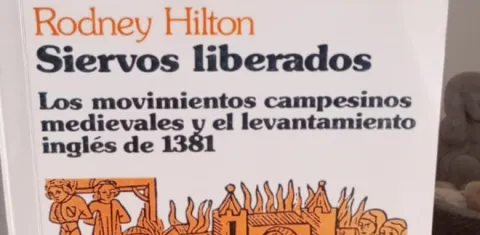 Rodney Hilton
Siervos liberados
Los movimientos campesinos
medievales y el levantamiento
inglés de 1381